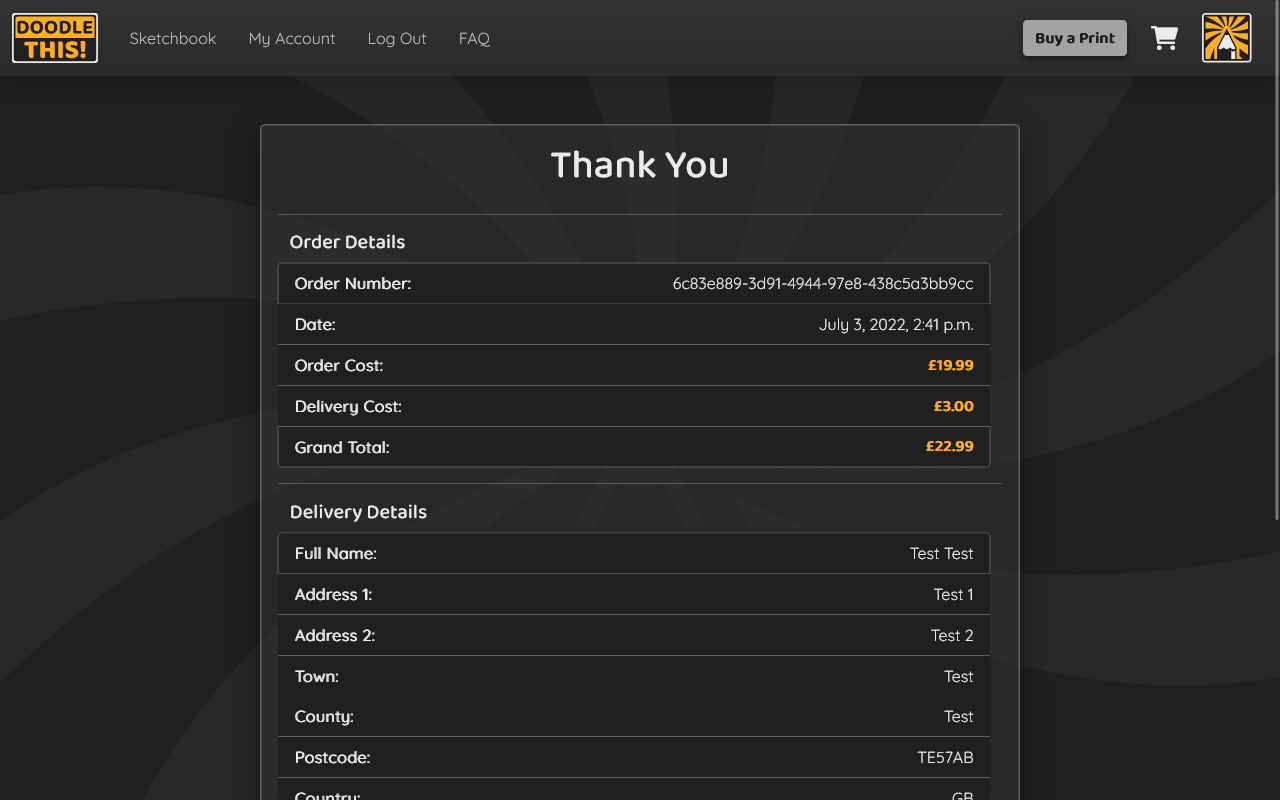 DOODLE
THIS!
Sketchbook My Account Log Out FAQ Buy a Print
Thank You
Order Details
Order Number: 6c83e889-3d91-4944-97e8-438c5a3bb9cc
Date: July 3, 2022, 2:41 p.m.
Order Cost: £19.99
Delivery Cost: £3.00
Grand Total: £22.99
Delivery Details
Full Name: Test Test
Address 1: Test 1
Address 2: Test 2
Town: Test
County: Test
Postcode: TE57AB
Country: GB